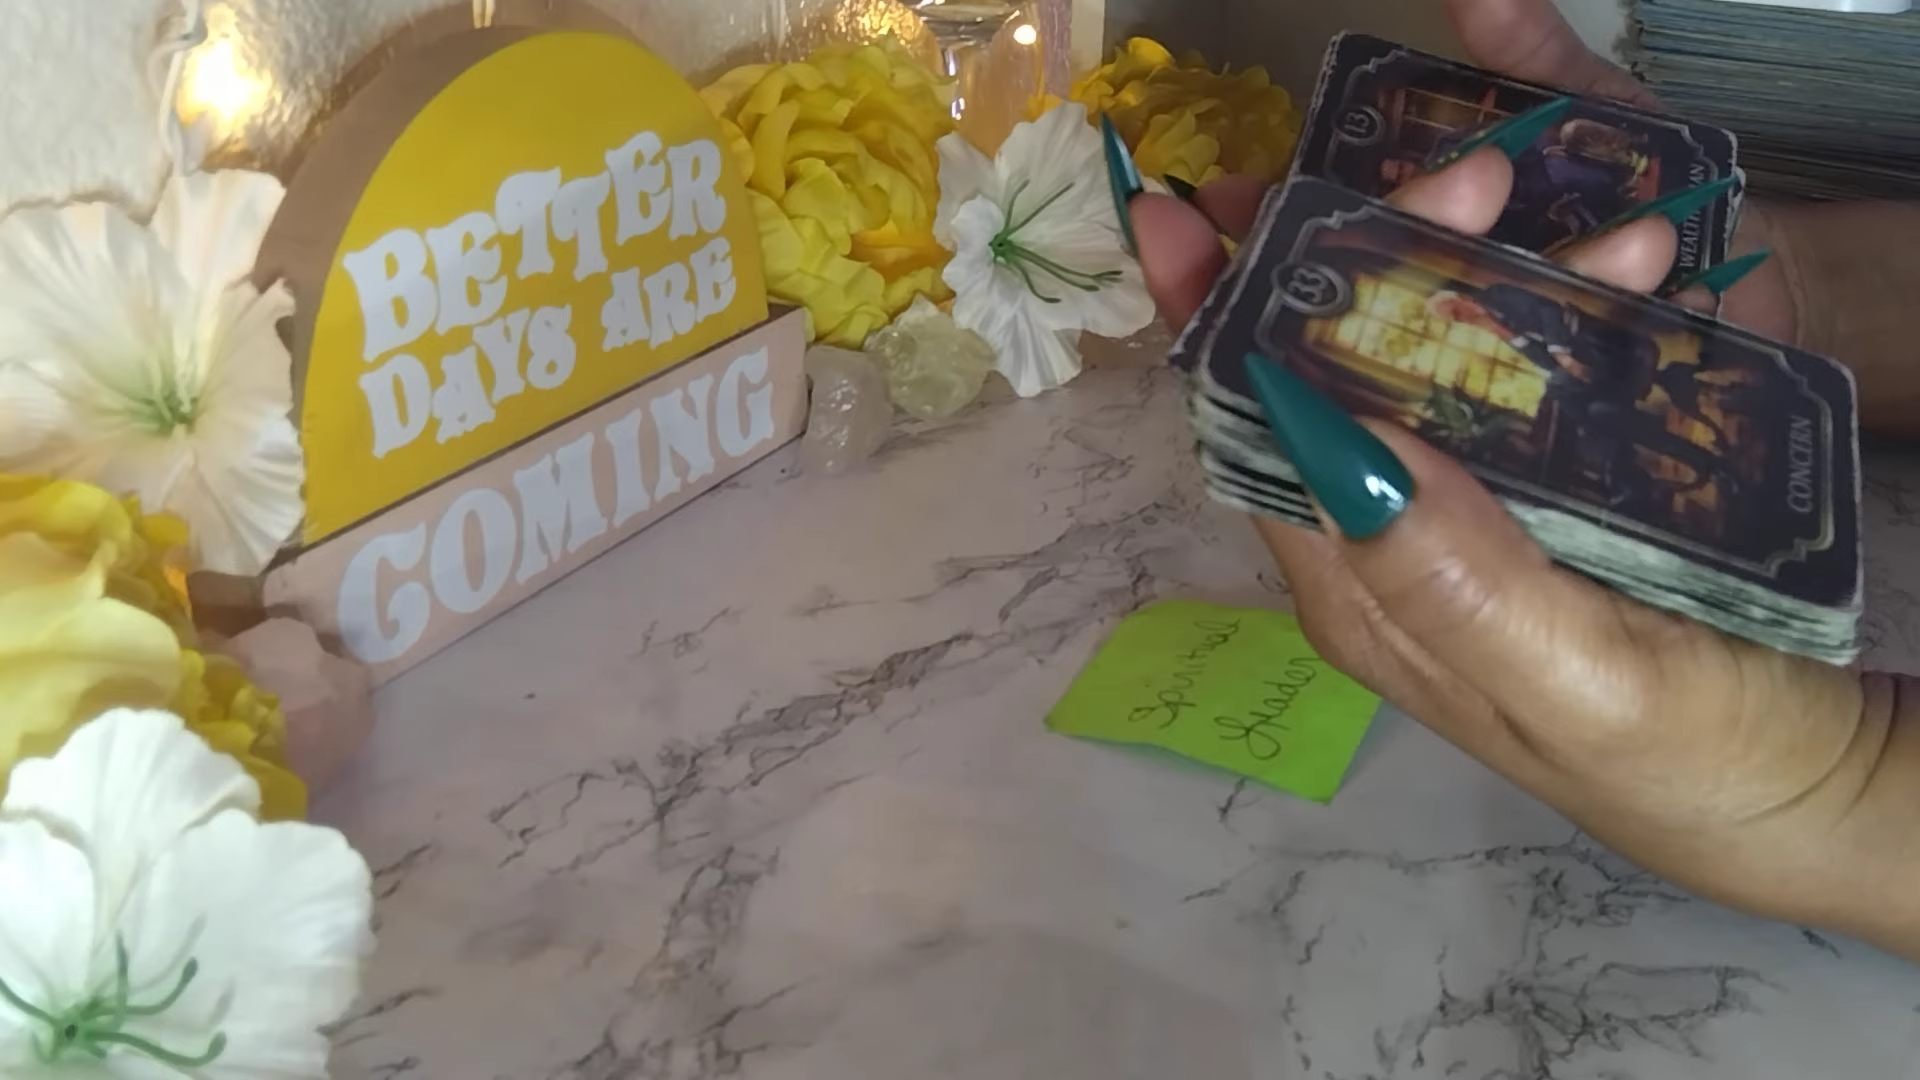 BETTER
DAYS ARE
COMING
13
WEALTHY MAN
33
CONCERN
Spiritual
Leader